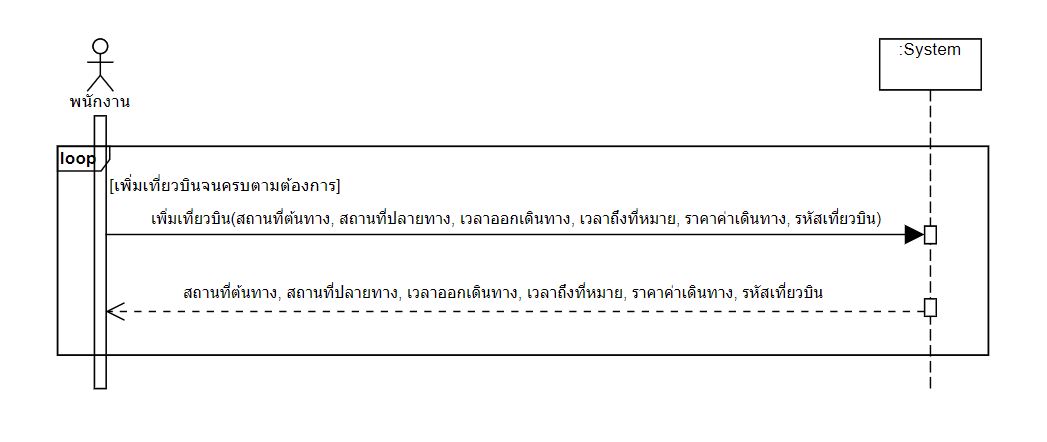 :System
พนักงาน
loop
[เพิ่มเที่ยวบินจนครบตามต้องการ]
เพิ่มเที่ยวบิน(สถานที่ต้นทาง, สถานที่ปลายทาง, เวลาออกเดินทาง, เวลาถึงที่หมาย, ราคาค่าเดินทาง, รหัสเที่ยวบิน)
สถานที่ต้นทาง, สถานที่ปลายทาง, เวลาออกเดินทาง, เวลาถึงที่หมาย, ราคาค่าเดินทาง, รหัสเที่ยวบิน